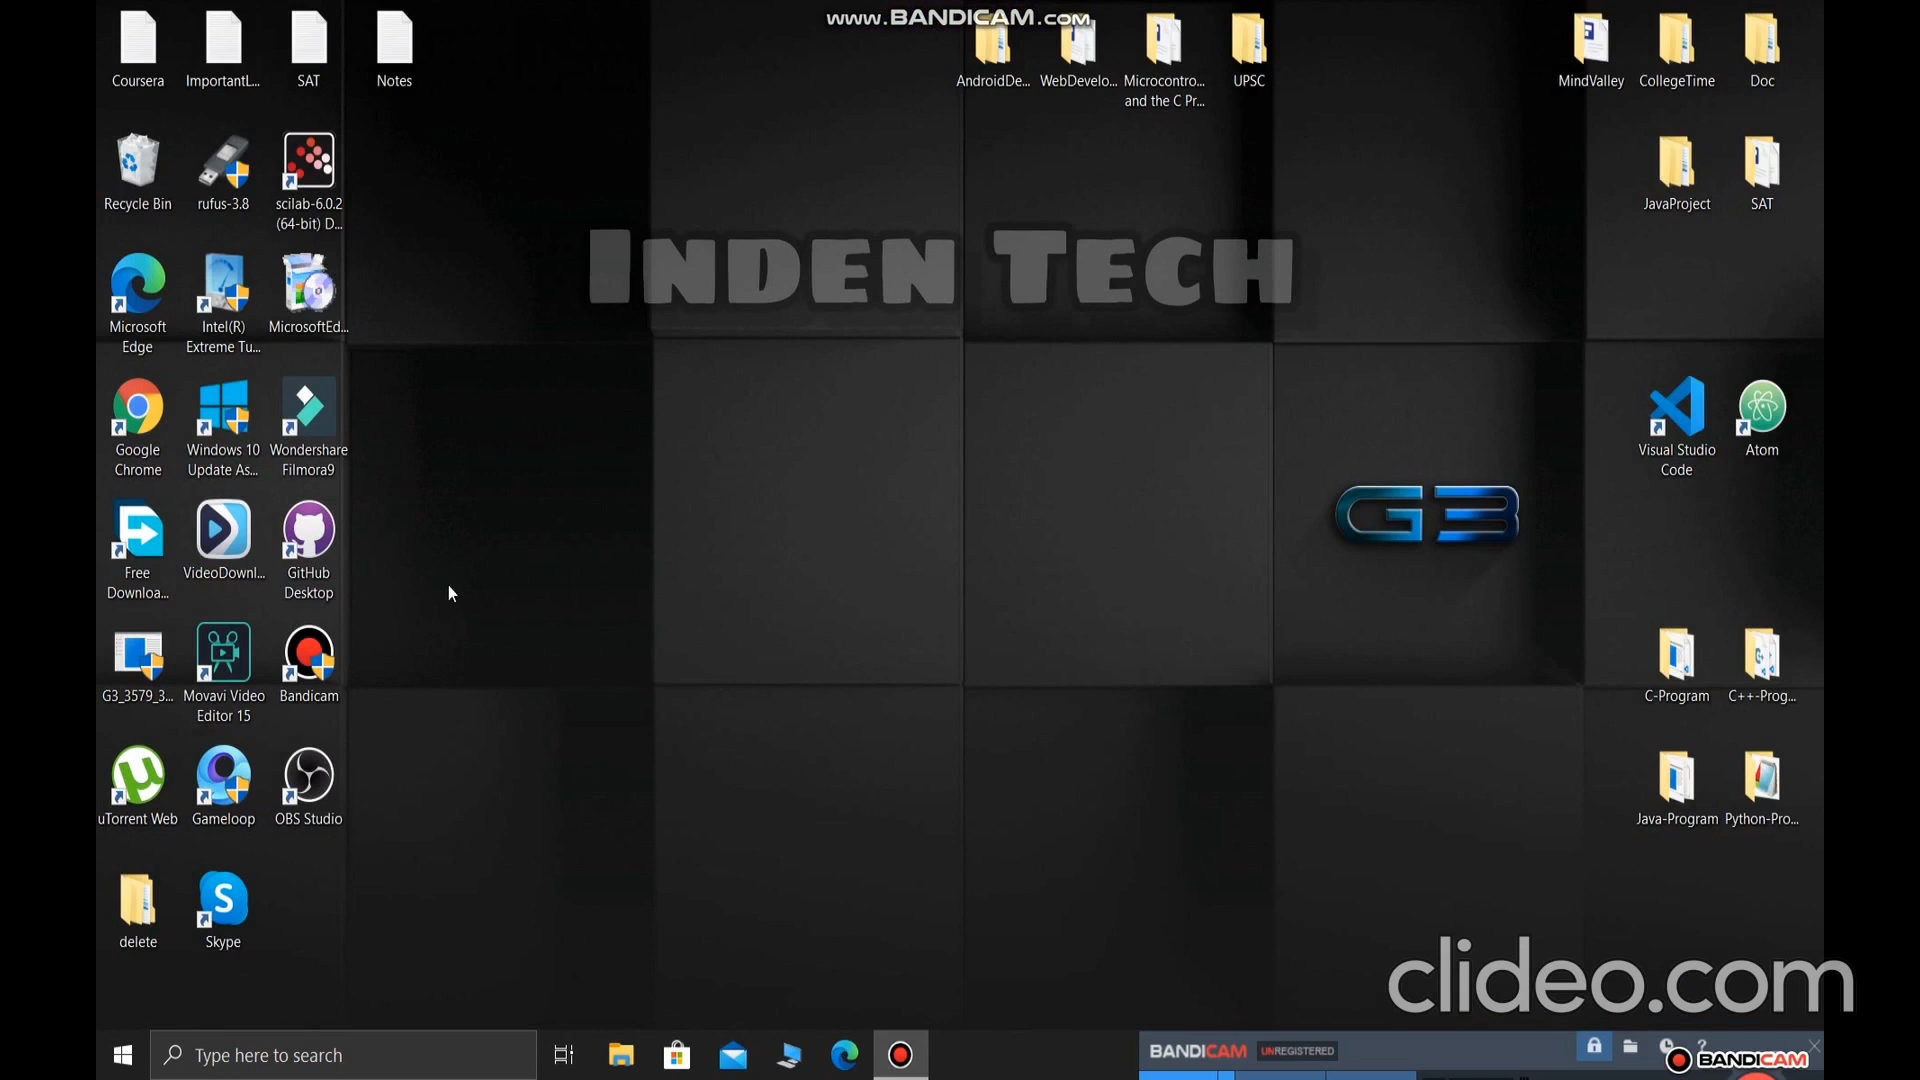 www.BANDICAM.com
Coursera
ImportantL...
SAT
Notes
AndroidDe...
WebDevelo...
Microcontro...
and the C Pr...
UPSC
MindValley
CollegeTime
Doc
Recycle Bin
rufus-3.8
scilab-6.0.2
(64-bit) D...
JavaProject
SAT
Inden Tech
Microsoft
Edge
Intel(R)
Extreme Tu...
MicrosoftEd...
Google
Chrome
Windows 10
Update As...
Wondershare
Filmora9
Visual Studio
Code
Atom
G3
Free
Downloa...
VideoDownl...
GitHub
Desktop
G3_3579_3...
Movavi Video
Editor 15
Bandicam
C-Program
C++-Prog...
uTorrent Web
Gameloop
OBS Studio
Java-Program
Python-Pro...
delete
Skype
clideo.com
Type here to search
BANDICAM UNREGISTERED
BANDICAM